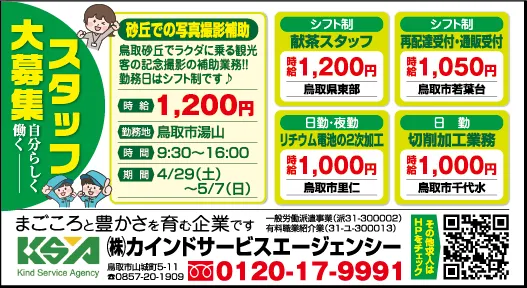 スタッフ
大募集
自分らしく
働く
砂丘での写真撮影補助
鳥取砂丘でラクダに乗る観光
客の記念撮影の補助業務!!
勤務日はシフト制です♪
時給 1,200円
勤務地 鳥取市湯山
時間 9:30～16:00
期間 4/29(土)
～5/7(日)
シフト制
献茶スタッフ
時給1,200円
鳥取県東部
シフト制
再配達受付・通販受付
時給1,050円
鳥取市若葉台
日勤・夜勤
リチウム電池の2次加工
時給1,000円
鳥取市里仁
日勤
切削加工業務
時給1,000円
鳥取市千代水
まごころと豊かさを育む企業です
一般労働派遣事業(派31-300002)
有料職業紹介業(31-ユ-300013)
KSA
Kind Service Agency
㈱カインドサービスエージェンシー
鳥取市山城町5-11
☎0857-20-1909
0120-17-9991
その他求人は
HPをチェック